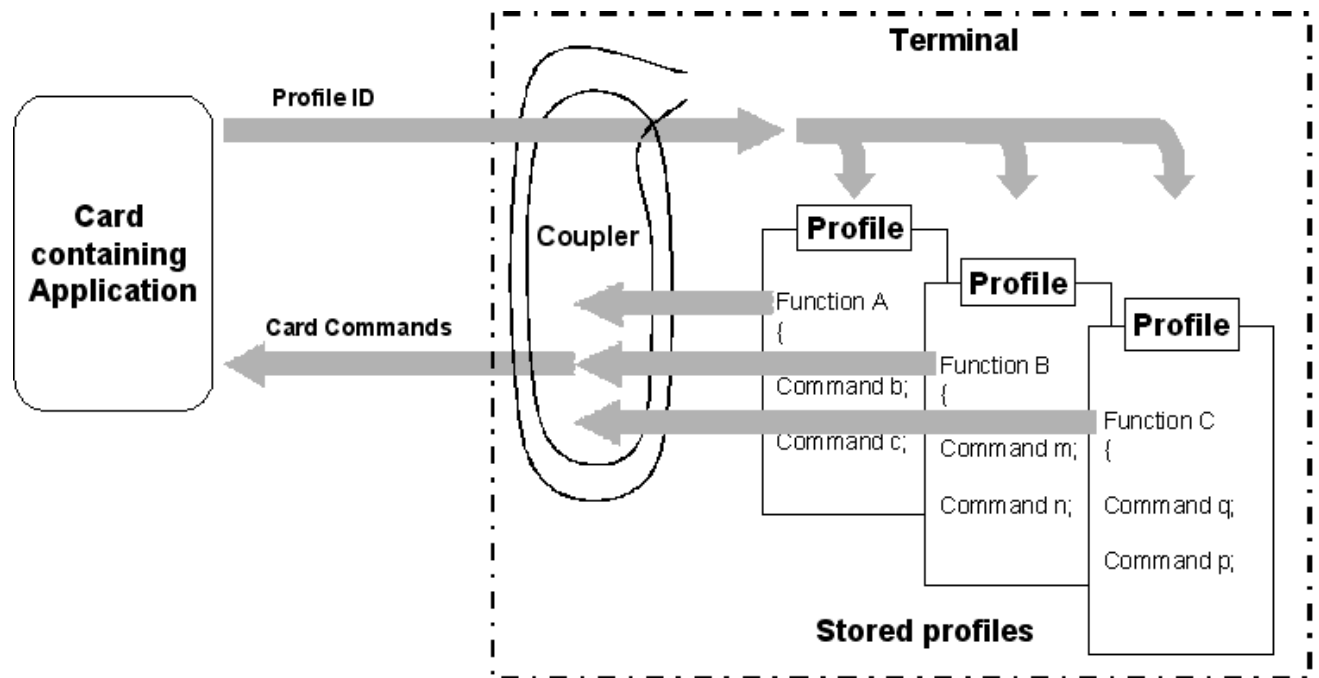 Terminal
Profile ID
Card
containing
Application
Coupler
Card Commands
Profile
Function A
{
Command b;
Command c;
Profile
Function B
{
Command m;
Command n;
Profile
Function C
{
Command q;
Command p;
Stored profiles